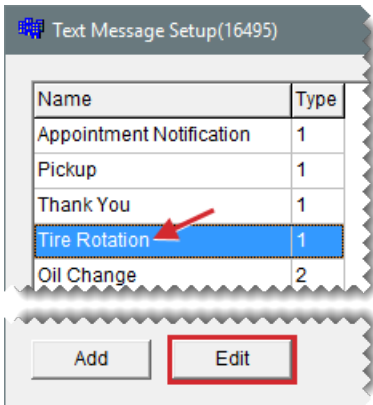 Text Message Setup(16495)
Name Type
Appointment Notification 1
Pickup 1
Thank You 1
Tire Rotation 1
Oil Change 2
Add Edit